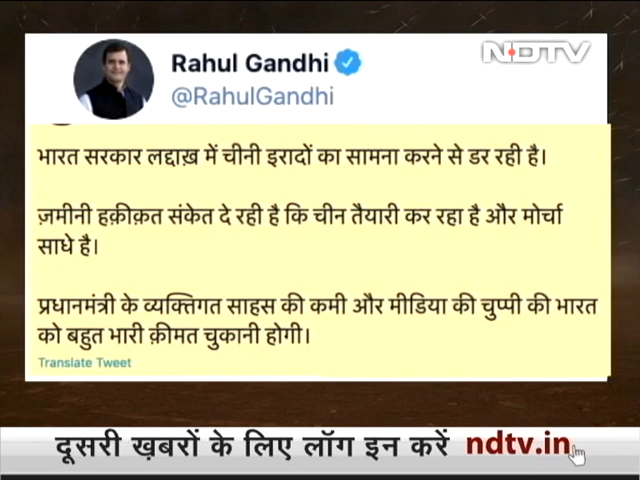 NDTV
Rahul Gandhi
@RahulGandhi
भारत सरकार लद्दाख़ में चीनी इरादों का सामना करने से डर रही है।
ज़मीनी हक़ीक़त संकेत दे रही है कि चीन तैयारी कर रहा है और मोर्चा
साधे है।
प्रधानमंत्री के व्यक्तिगत साहस की कमी और मीडिया की चुप्पी की भारत
को बहुत भारी क़ीमत चुकानी होगी।
Translate Tweet
दूसरी ख़बरों के लिए लॉग इन करें ndtv.in